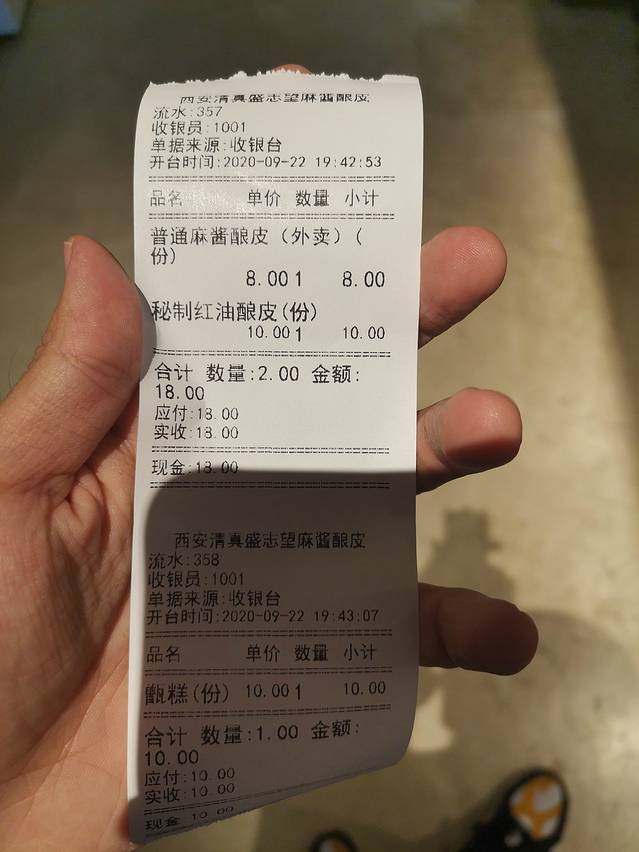 西安清真盛志望麻酱酿皮
流水:357
收银员:1001
单据来源:收银台
开台时间:2020-09-22 19:42:53
品名 单价 数量 小计
普通麻酱酿皮（外卖）(
份)
8.00 1 8.00
秘制红油酿皮(份)
10.00 1 10.00
合计 数量:2.00 金额:
18.00
应付:18.00
实收:18.00
现金:18.00
西安清真盛志望麻酱酿皮
流水:358
收银员:1001
单据来源:收银台
开台时间:2020-09-22 19:43:07
品名 单价 数量 小计
甑糕(份) 10.00 1 10.00
合计 数量:1.00 金额:
10.00
应付:10.00
实收:10.00
现金 10.00